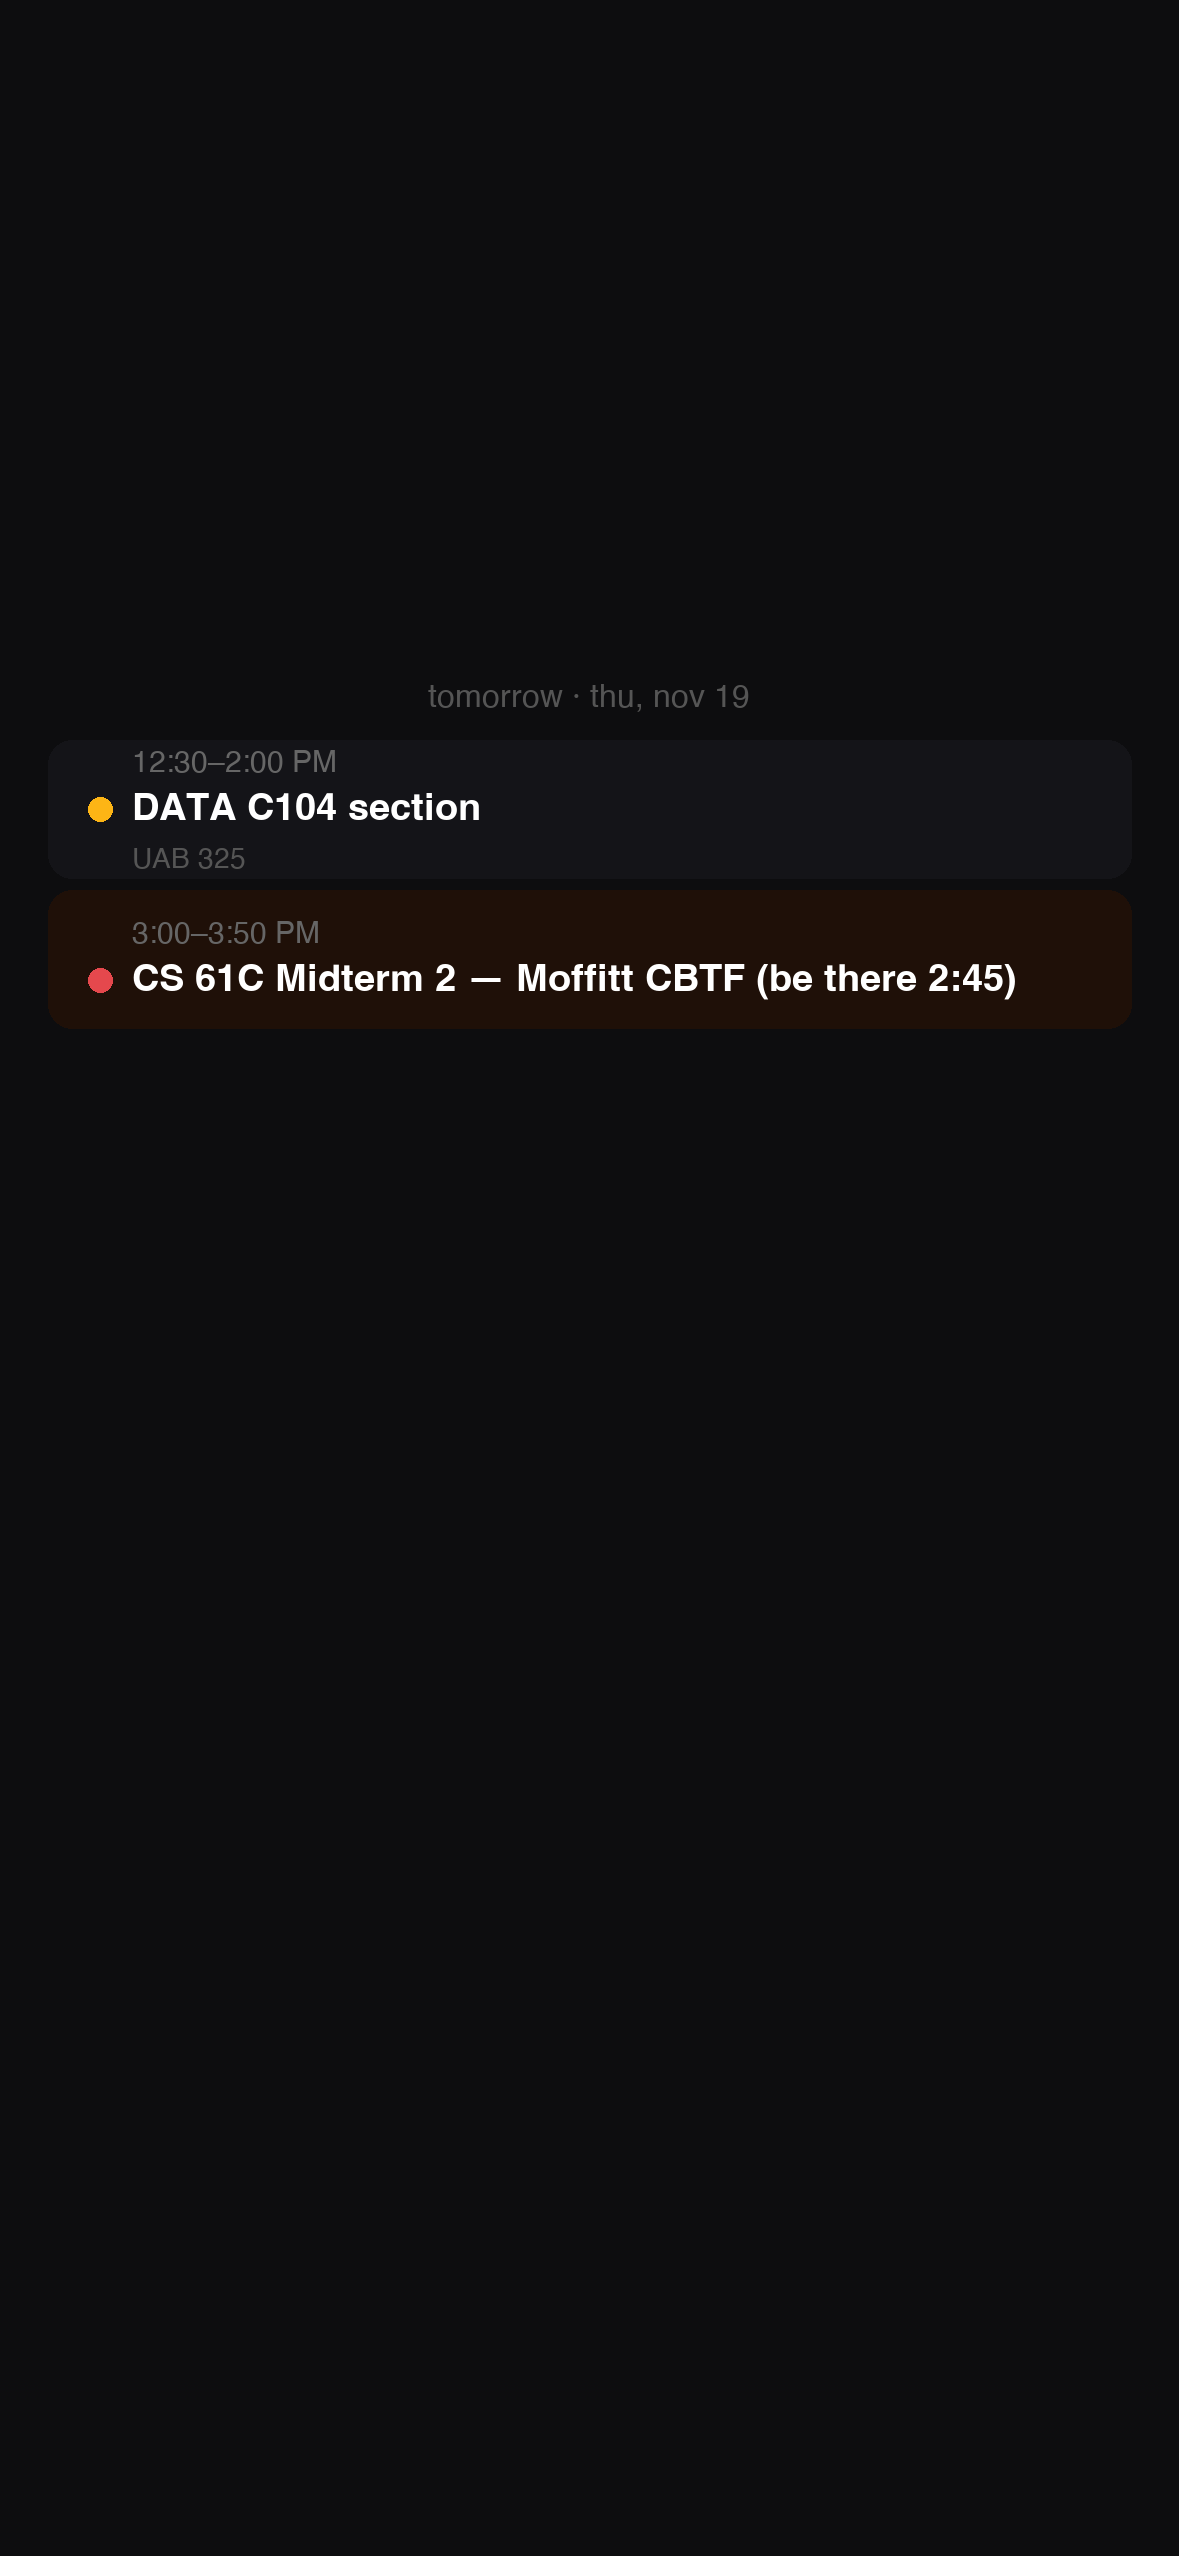 tomorrow · thu, nov 19
12:30–2:00 PM
DATA C104 section
UAB 325
3:00–3:50 PM
CS 61C Midterm 2 — Moffitt CBTF (be there 2:45)